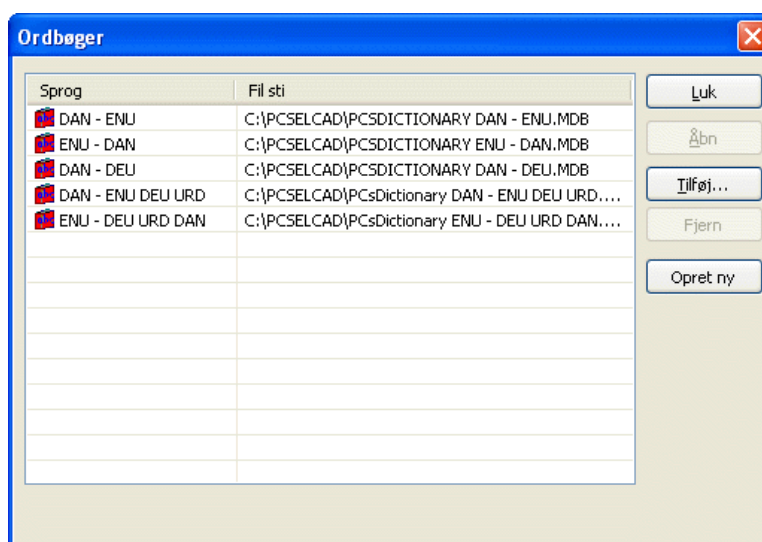 Ordbøger
Sprog Fil sti
DAN - ENU C:\PCSELCAD\PCSDICTIONARY DAN - ENU.MDB
ENU - DAN C:\PCSELCAD\PCSDICTIONARY ENU - DAN.MDB
DAN - DEU C:\PCSELCAD\PCSDICTIONARY DAN - DEU.MDB
DAN - ENU DEU URD C:\PCSELCAD\PCsDictionary DAN - ENU DEU URD....
ENU - DEU URD DAN C:\PCSELCAD\PCsDictionary ENU - DEU URD DAN....
Luk
Åbn
Tilføj...
Fjern
Opret ny